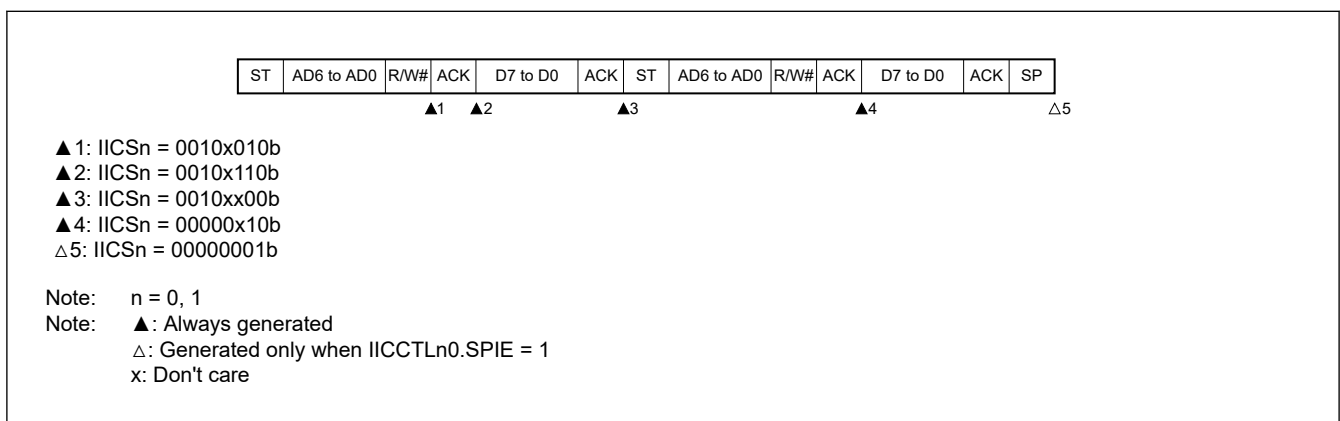 ST AD6 to AD0 R/W# ACK D7 to D0 ACK ST AD6 to AD0 R/W# ACK D7 to D0 ACK SP
▲1 ▲2 ▲3 ▲4 △5
▲1: IICSn = 0010x010b
▲2: IICSn = 0010x110b
▲3: IICSn = 0010xx00b
▲4: IICSn = 00000x10b
△5: IICSn = 00000001b
Note: n = 0, 1
Note: ▲: Always generated
△: Generated only when IICCTLn0.SPIE = 1
x: Don't care